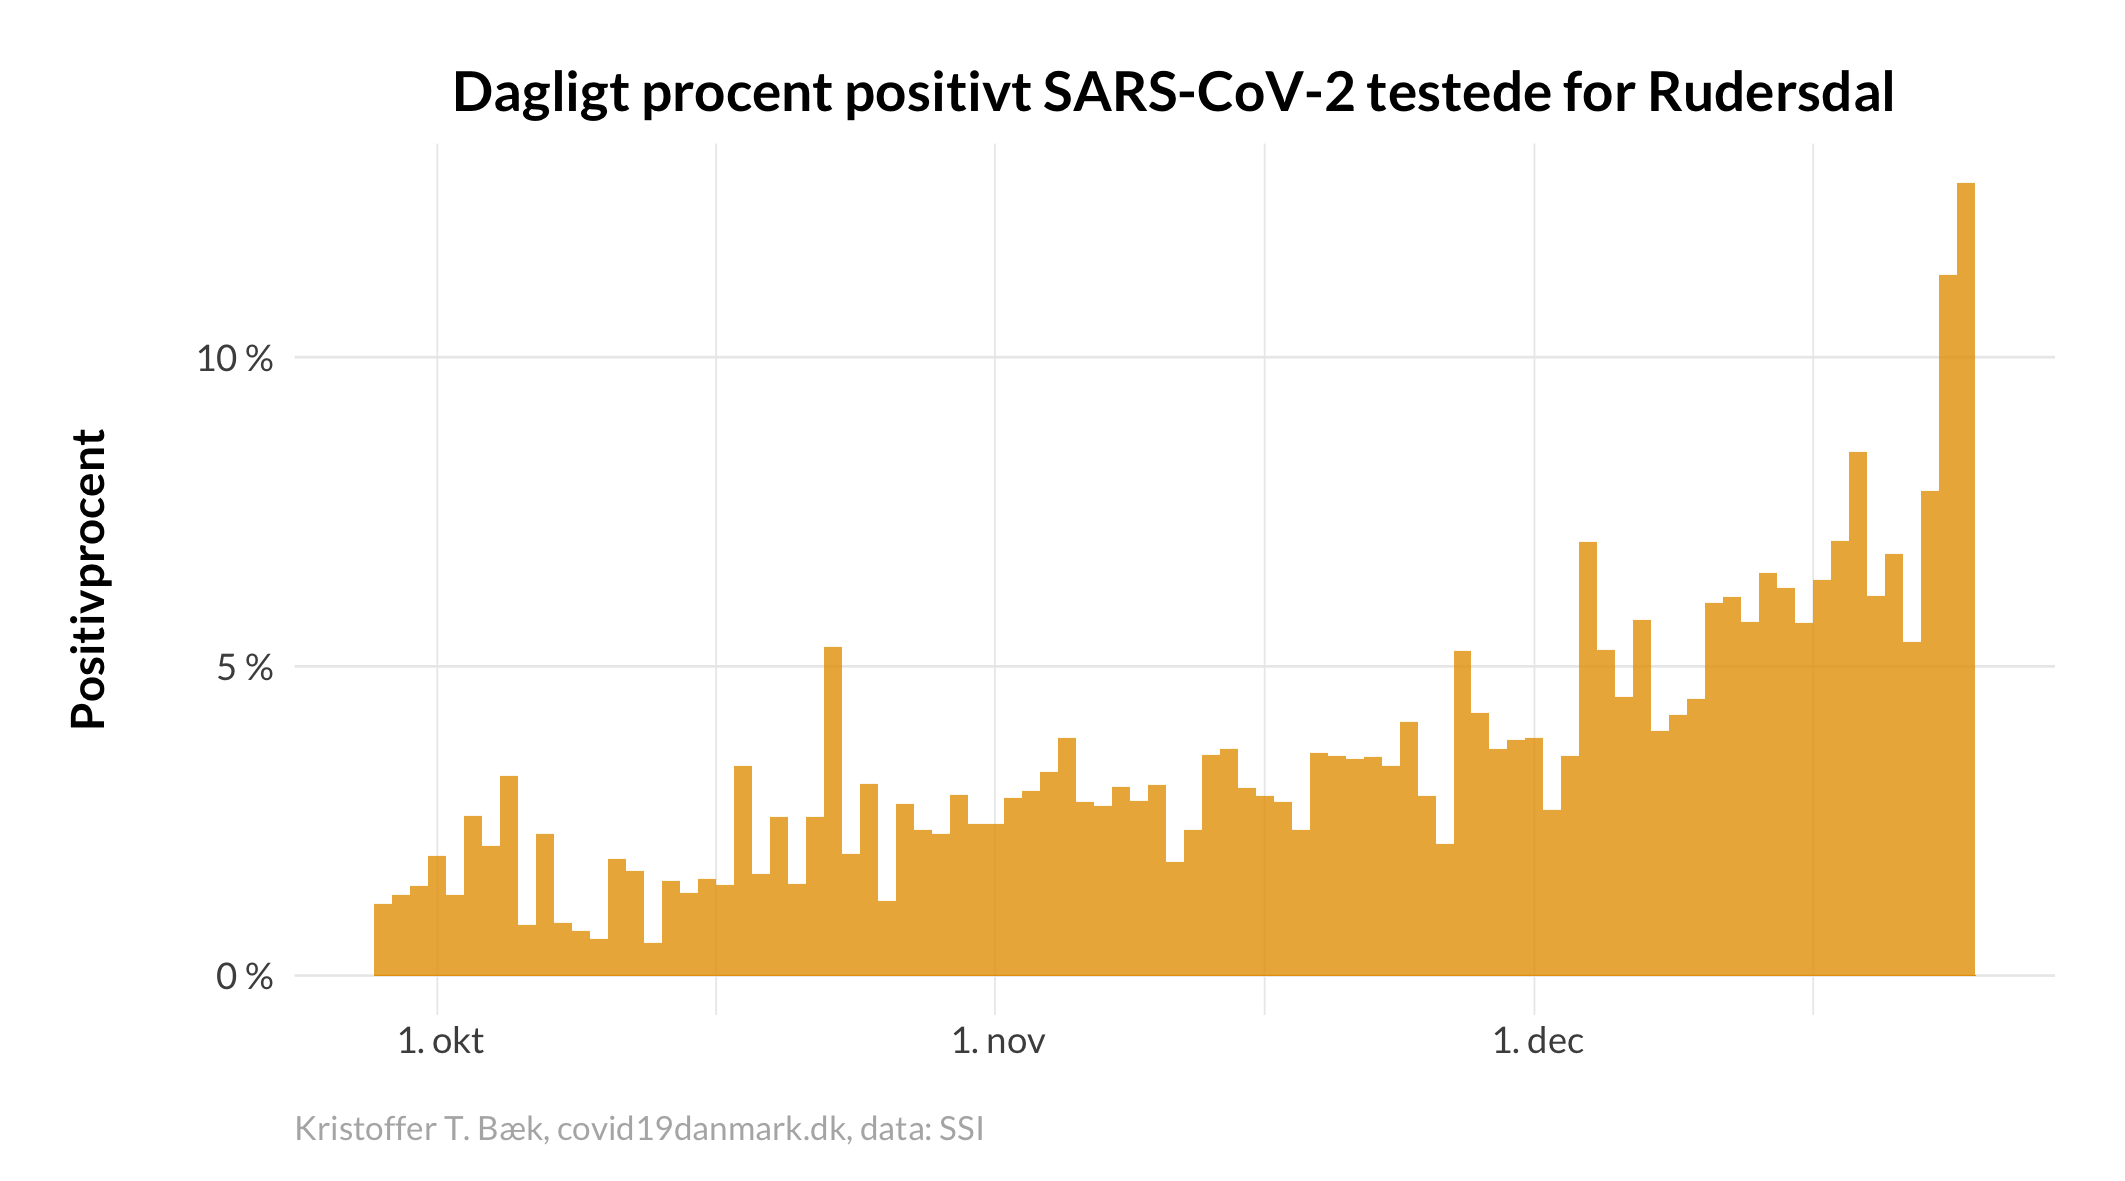 Dagligt procent positivt SARS-CoV-2 testede for Rudersdal
Positivprocent
10 %
5 %
0 %
1. okt
1. nov
1. dec
Kristoffer T. Bæk, covid19danmark.dk, data: SSI